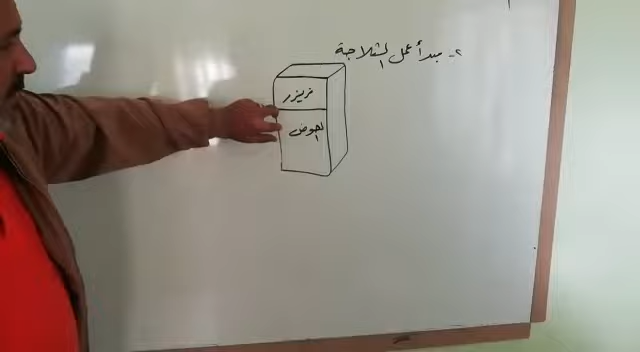 ٢- مبدأ عمل الثلاجة
فريزر
الحوض